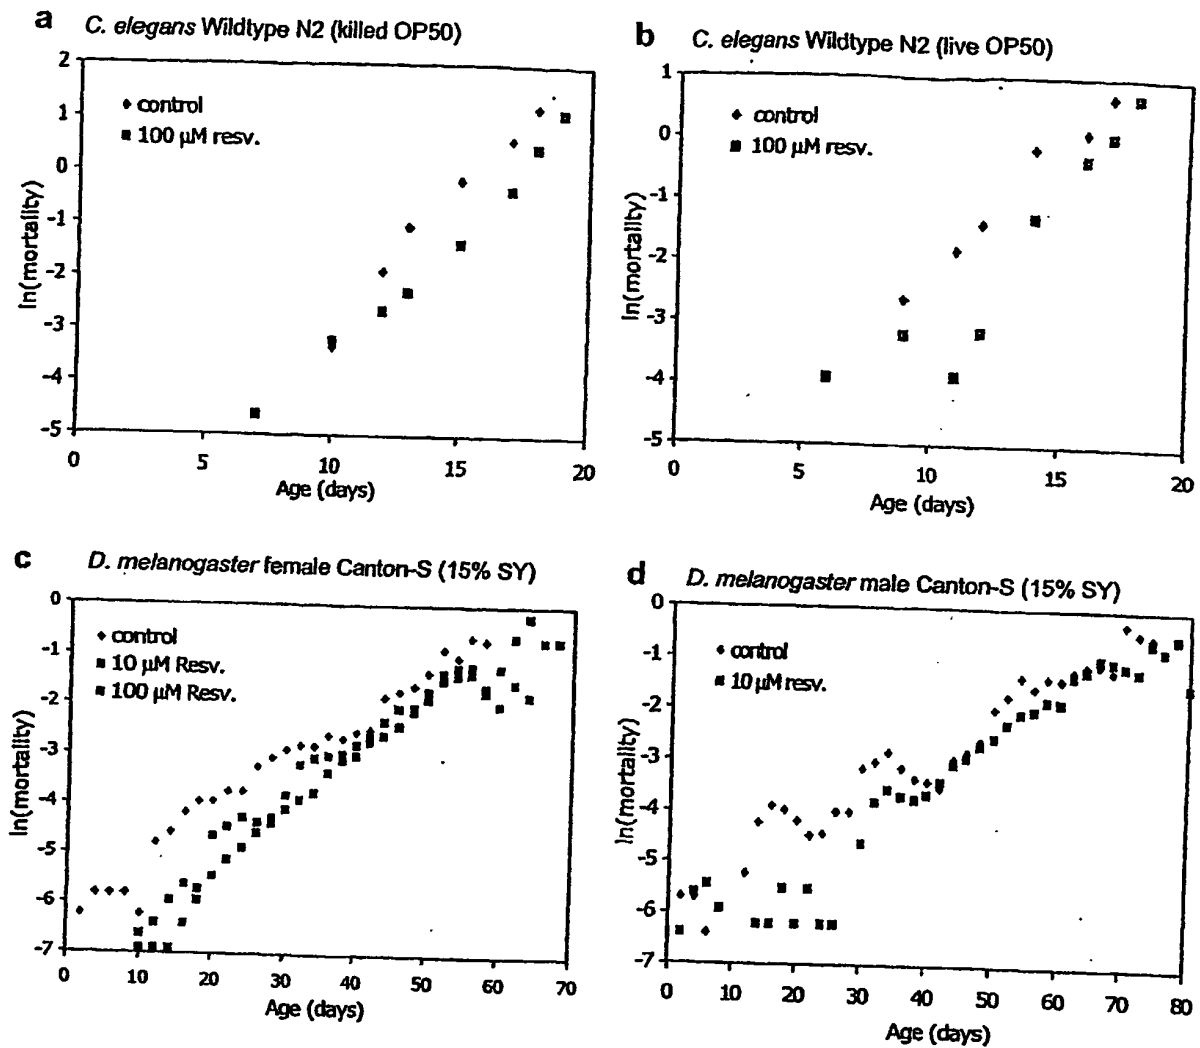 a C. elegans Wildtype N2 (killed OP50)
2
1
0
-1
-2
-3
-4
-5
ln(mortality)
control
100 µM resv.
0 5 10 15 20
Age (days)
b C. elegans Wildtype N2 (live OP50)
1
0
-1
-2
-3
-4
-5
ln(mortality)
control
100 µM resv.
0 5 10 15 20
Age (days)
c D. melanogaster female Canton-S (15% SY)
0
-1
-2
-3
-4
-5
-6
-7
ln(mortality)
control
10 µM Resv.
100 µM Resv.
0 10 20 30 40 50 60 70
Age (days)
d D. melanogaster male Canton-S (15% SY)
0
-1
-2
-3
-4
-5
-6
-7
ln(mortality)
control
10 µM resv.
0 10 20 30 40 50 60 70 80
Age (days)